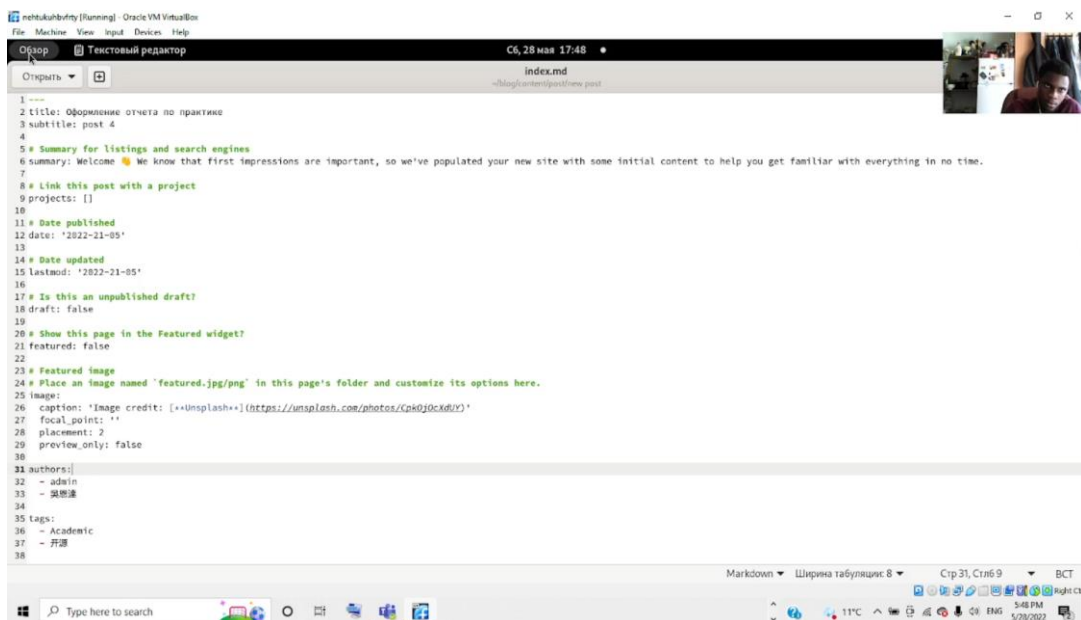 nehtukuhbvfrty [Running] - Oracle VM VirtualBox
File Machine View Input Devices Help
Обзор Текстовый редактор Сб, 28 мая 17:48
Открыть index.md
~/blog/content/post/new post
1 ---
2 title: Оформление отчета по практике
3 subtitle: post 4
4
5 # Summary for listings and search engines
6 summary: Welcome 👋 We know that first impressions are important, so we've populated your new site with some initial content to help you get familiar with everything in no time.
7
8 # Link this post with a project
9 projects: []
10
11 # Date published
12 date: '2022-21-05'
13
14 # Date updated
15 lastmod: '2022-21-05'
16
17 # Is this an unpublished draft?
18 draft: false
19
20 # Show this page in the Featured widget?
21 featured: false
22
23 # Featured image
24 # Place an image named `featured.jpg/png` in this page's folder and customize its options here.
25 image:
26 caption: 'Image credit: [**Unsplash**](https://unsplash.com/photos/CpkOjOcXdUY)'
27 focal_point: ''
28 placement: 2
29 preview_only: false
30
31 authors:
32 - admin
33 - 吳恩達
34
35 tags:
36 - Academic
37 - 开源
38
Markdown Ширина табуляции: 8 Стр 31, Стлб 9 ВСТ
Right Ct
Type here to search 11°C ENG 5:48 PM
5/28/2022